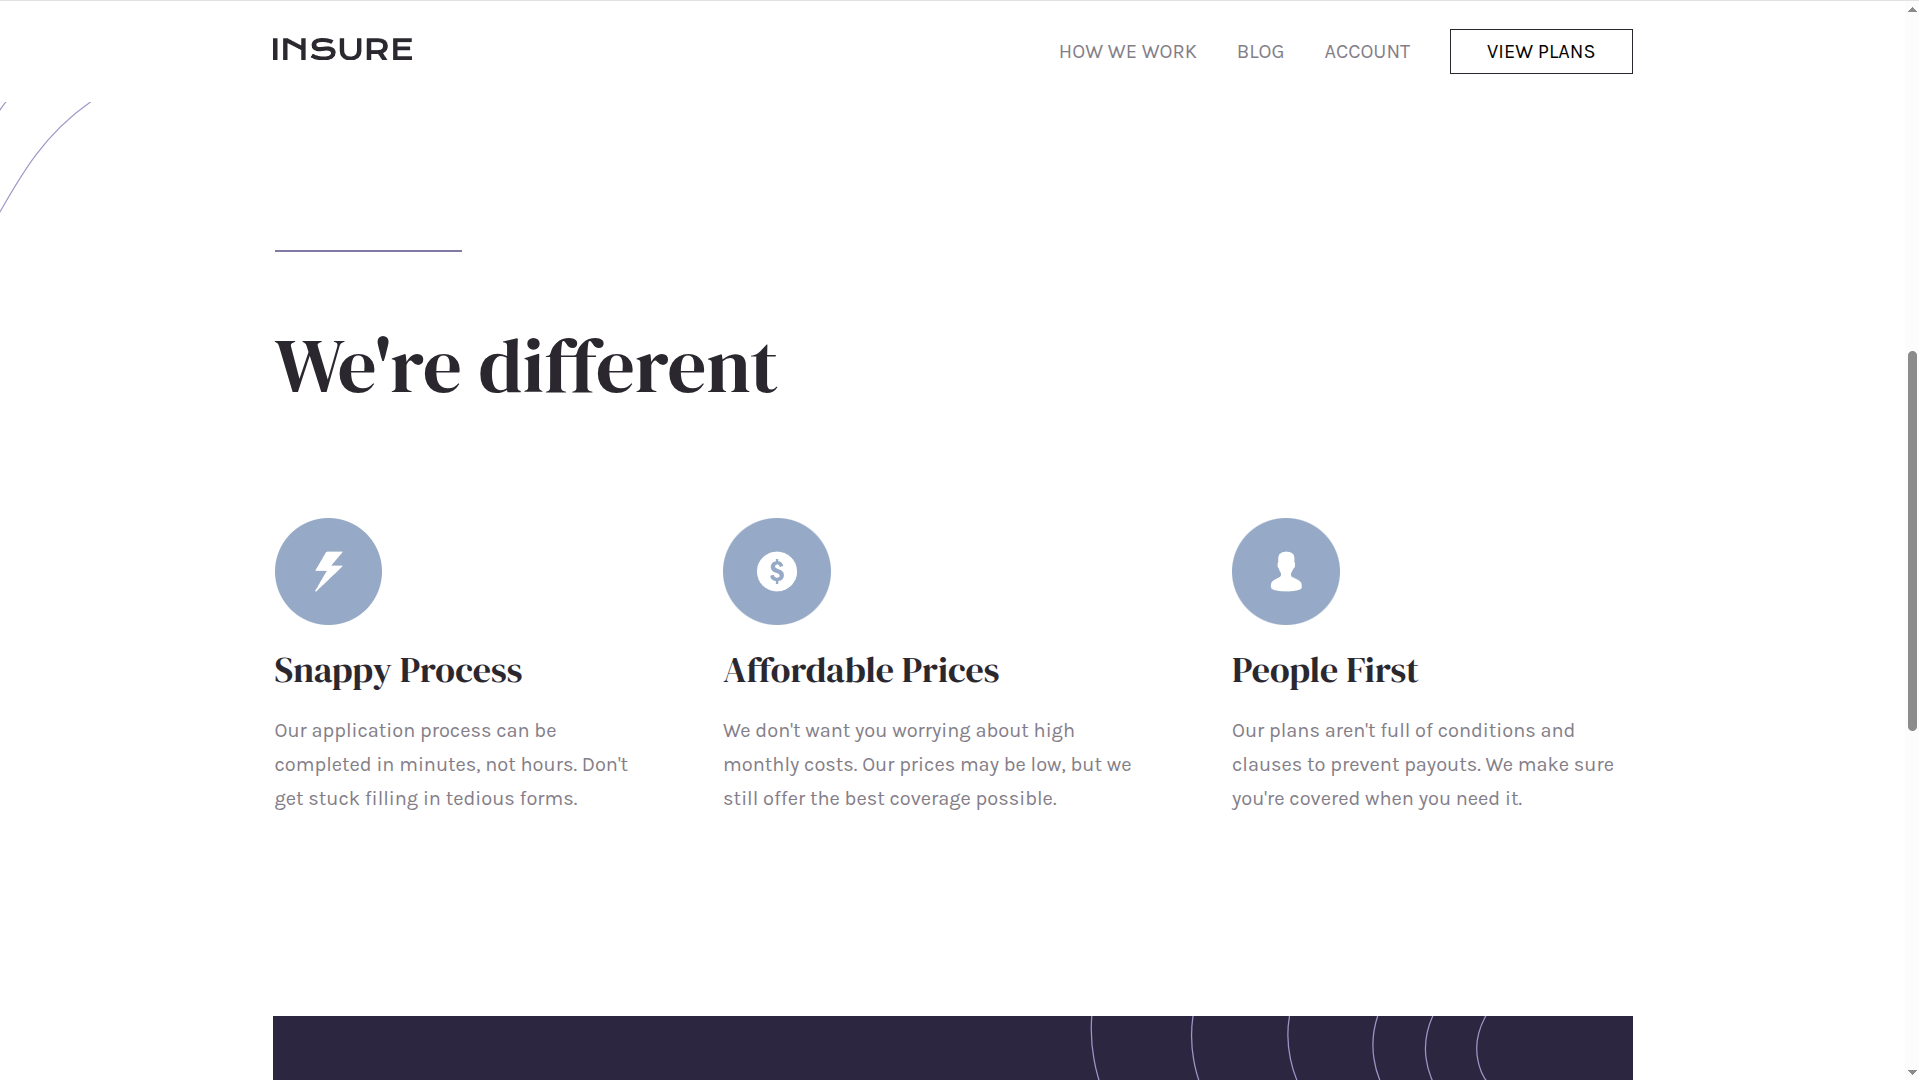 INSURE
HOW WE WORK
BLOG
ACCOUNT
VIEW PLANS
We're different
$
Snappy Process
Our application process can be
completed in minutes, not hours. Don't
get stuck filling in tedious forms.
Affordable Prices
We don't want you worrying about high
monthly costs. Our prices may be low, but we
still offer the best coverage possible.
People First
Our plans aren't full of conditions and
clauses to prevent payouts. We make sure
you're covered when you need it.